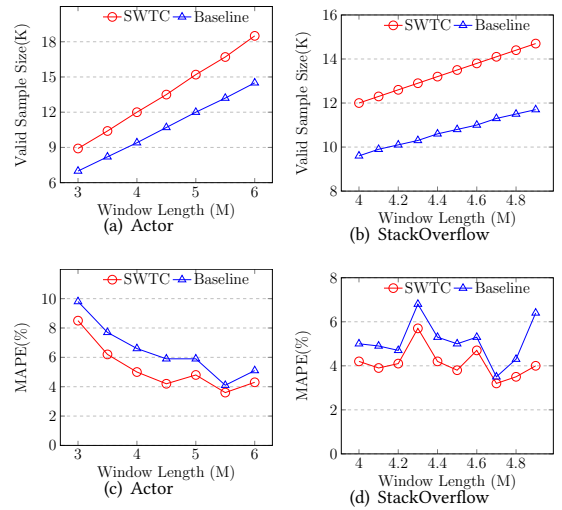 SWTC Baseline
18
15
12
9
6
3 4 5 6
Valid Sample Size(K)
Window Length (M)
(a) Actor
SWTC Baseline
16
14
12
10
8
4 4.2 4.4 4.6 4.8
Valid Sample Size(K)
Window Length (M)
(b) StackOverflow
SWTC Baseline
10
8
6
4
2
0
3 4 5 6
MAPE(%)
Window Length (M)
(c) Actor
SWTC Baseline
8
6
4
2
0
4 4.2 4.4 4.6 4.8
MAPE(%)
Window Length (M)
(d) StackOverflow